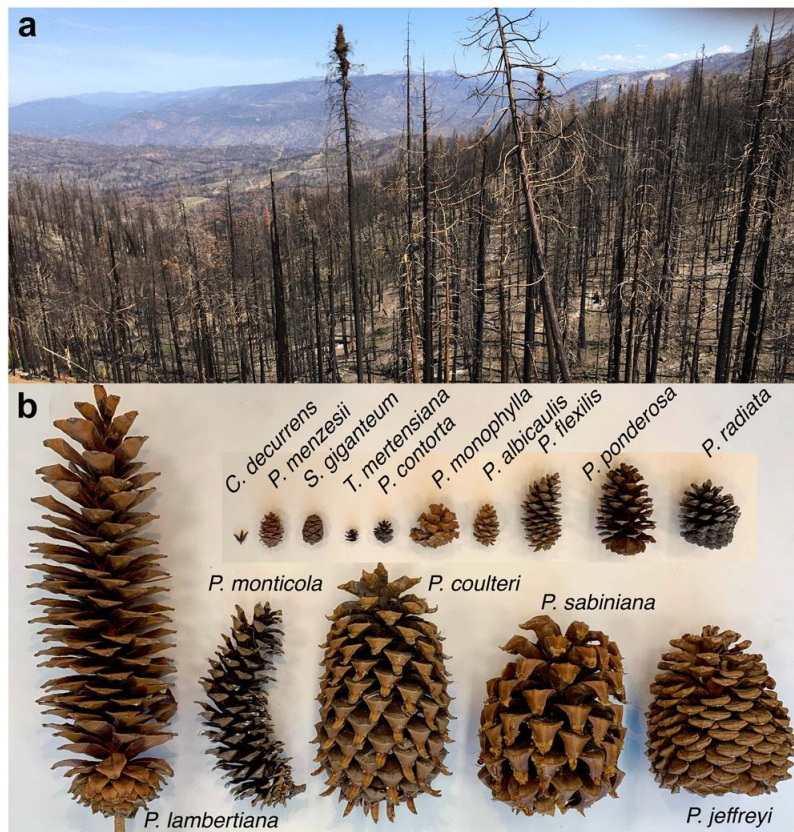 a
b
C. decurrens
P. menzesii
S. giganteum
T. mertensiana
P. contorta
P. monophylla
P. albicaulis
P. flexilis
P. ponderosa
P. radiata
P. monticola
P. coulteri
P. sabiniana
P. lambertiana
P. jeffreyi